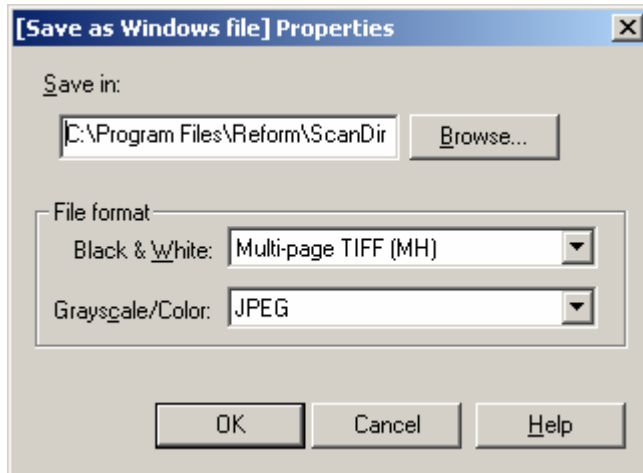 [Save as Windows file] Properties
Save in:
C:\Program Files\Reform\ScanDir
Browse...
File format
Black & White: Multi-page TIFF (MH)
Grayscale/Color: JPEG
OK Cancel Help